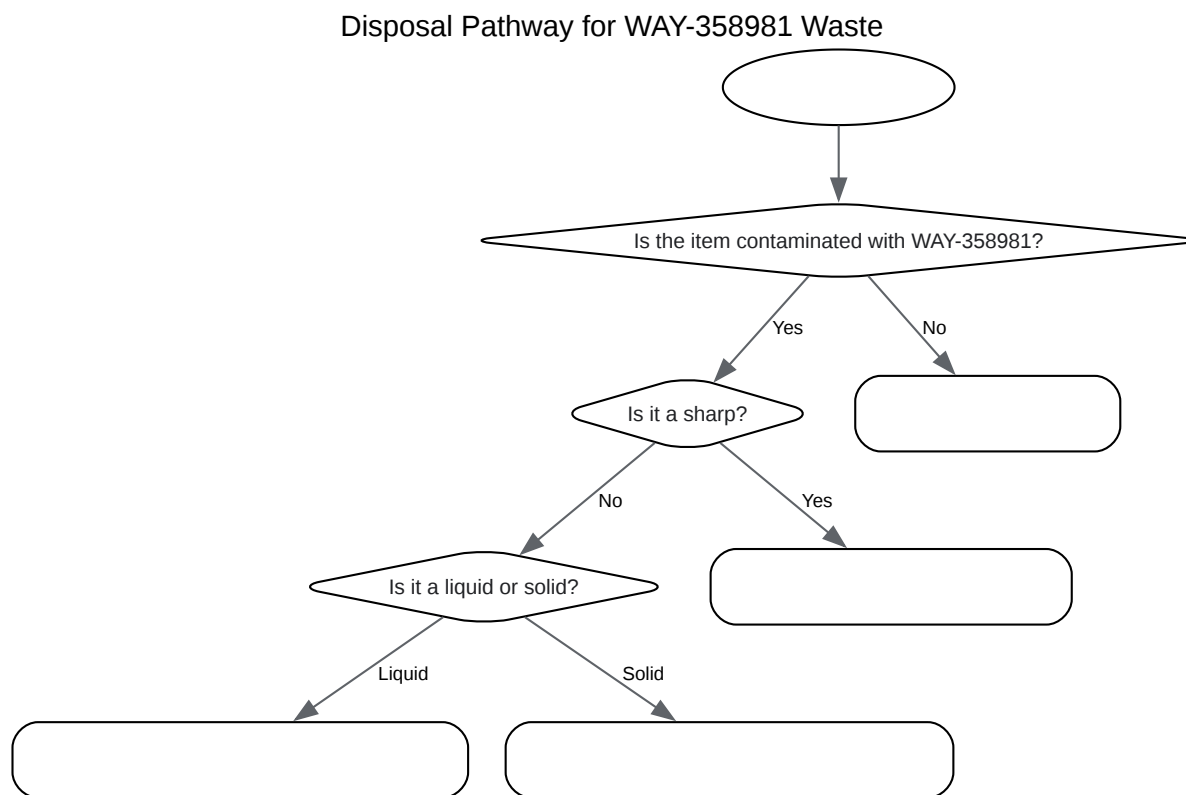 Disposal Pathway for WAY-358981 Waste
Is the item contaminated with WAY-358981?
Yes
No
Is it a sharp?
No
Yes
Is it a liquid or solid?
Liquid
Solid